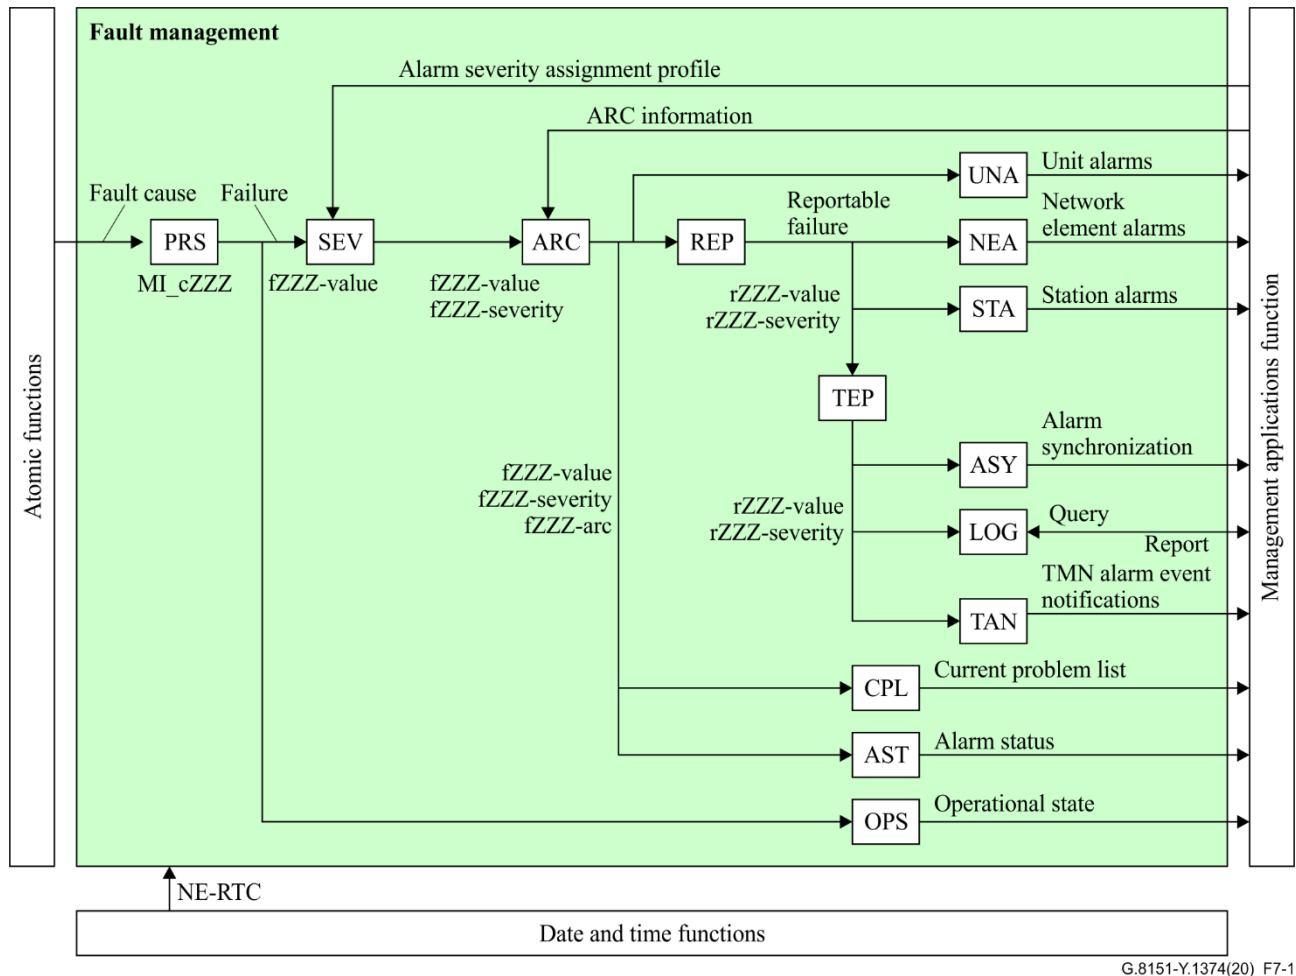 Fault management
Alarm severity assignment profile
ARC information
Unit alarms
UNA
Fault cause
Failure
Reportable
failure
Network
element alarms
PRS
SEV
ARC
REP
NEA
MI_cZZZ
fZZZ-value
fZZZ-value
fZZZ-severity
rZZZ-value
rZZZ-severity
Station alarms
STA
TEP
Atomic functions
Management applications function
Alarm
synchronization
ASY
fZZZ-value
fZZZ-severity
fZZZ-arc
rZZZ-value
rZZZ-severity
Query
LOG
Report
TMN alarm event
notifications
TAN
Current problem list
CPL
Alarm status
AST
Operational state
OPS
NE-RTC
Date and time functions
G.8151-Y.1374(20) F7-1